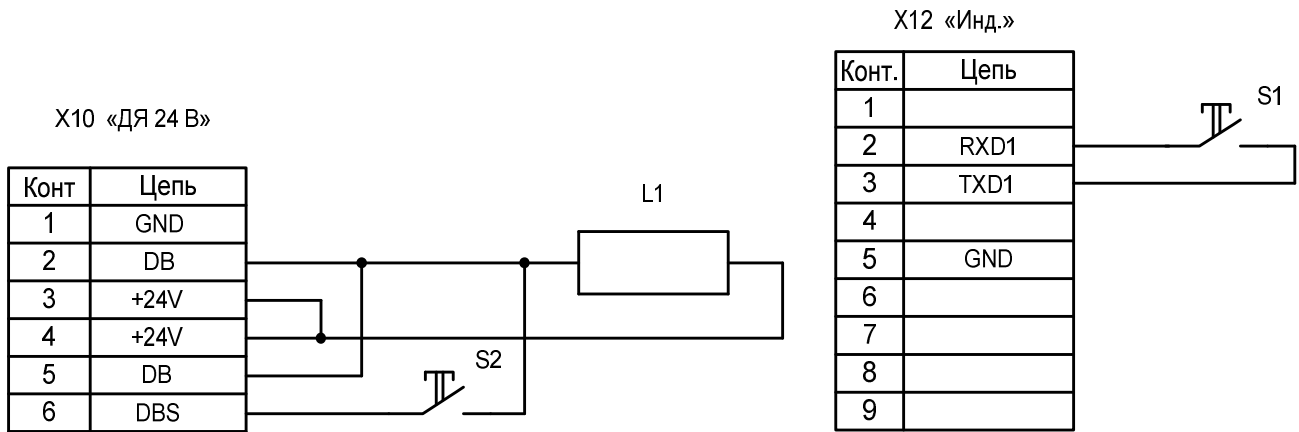 X12 «Инд.»
Конт. Цепь
1
2 RXD1
3 TXD1
4
5 GND
6
7
8
9
S1
X10 «ДЯ 24 В»
Конт Цепь
1 GND
2 DB
3 +24V
4 +24V
5 DB
6 DBS
L1
S2